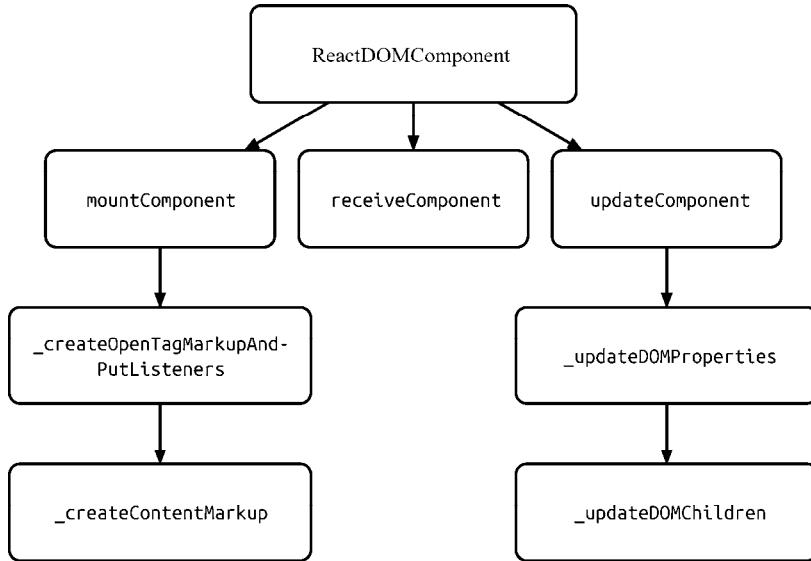 ReactDOMComponent
mountComponent
receiveComponent
updateComponent
_createOpenTagMarkupAnd-
PutListeners
_updateDOMProperties
_createContentMarkup
_updateDOMChildren